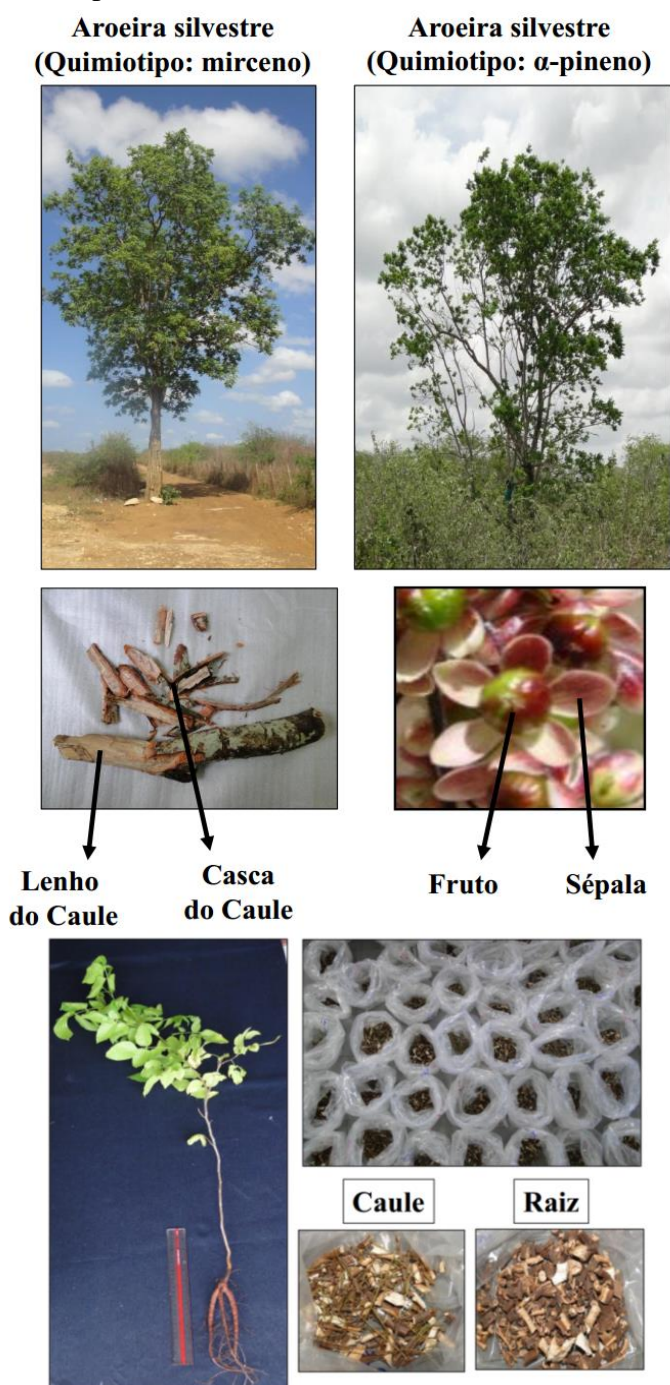 Aroeira silvestre
(Quimiotipo: mirceno)
Aroeira silvestre
(Quimiotipo: α-pineno)
Lenho
do Caule
Casca
do Caule
Fruto
Sépala
Caule
Raiz